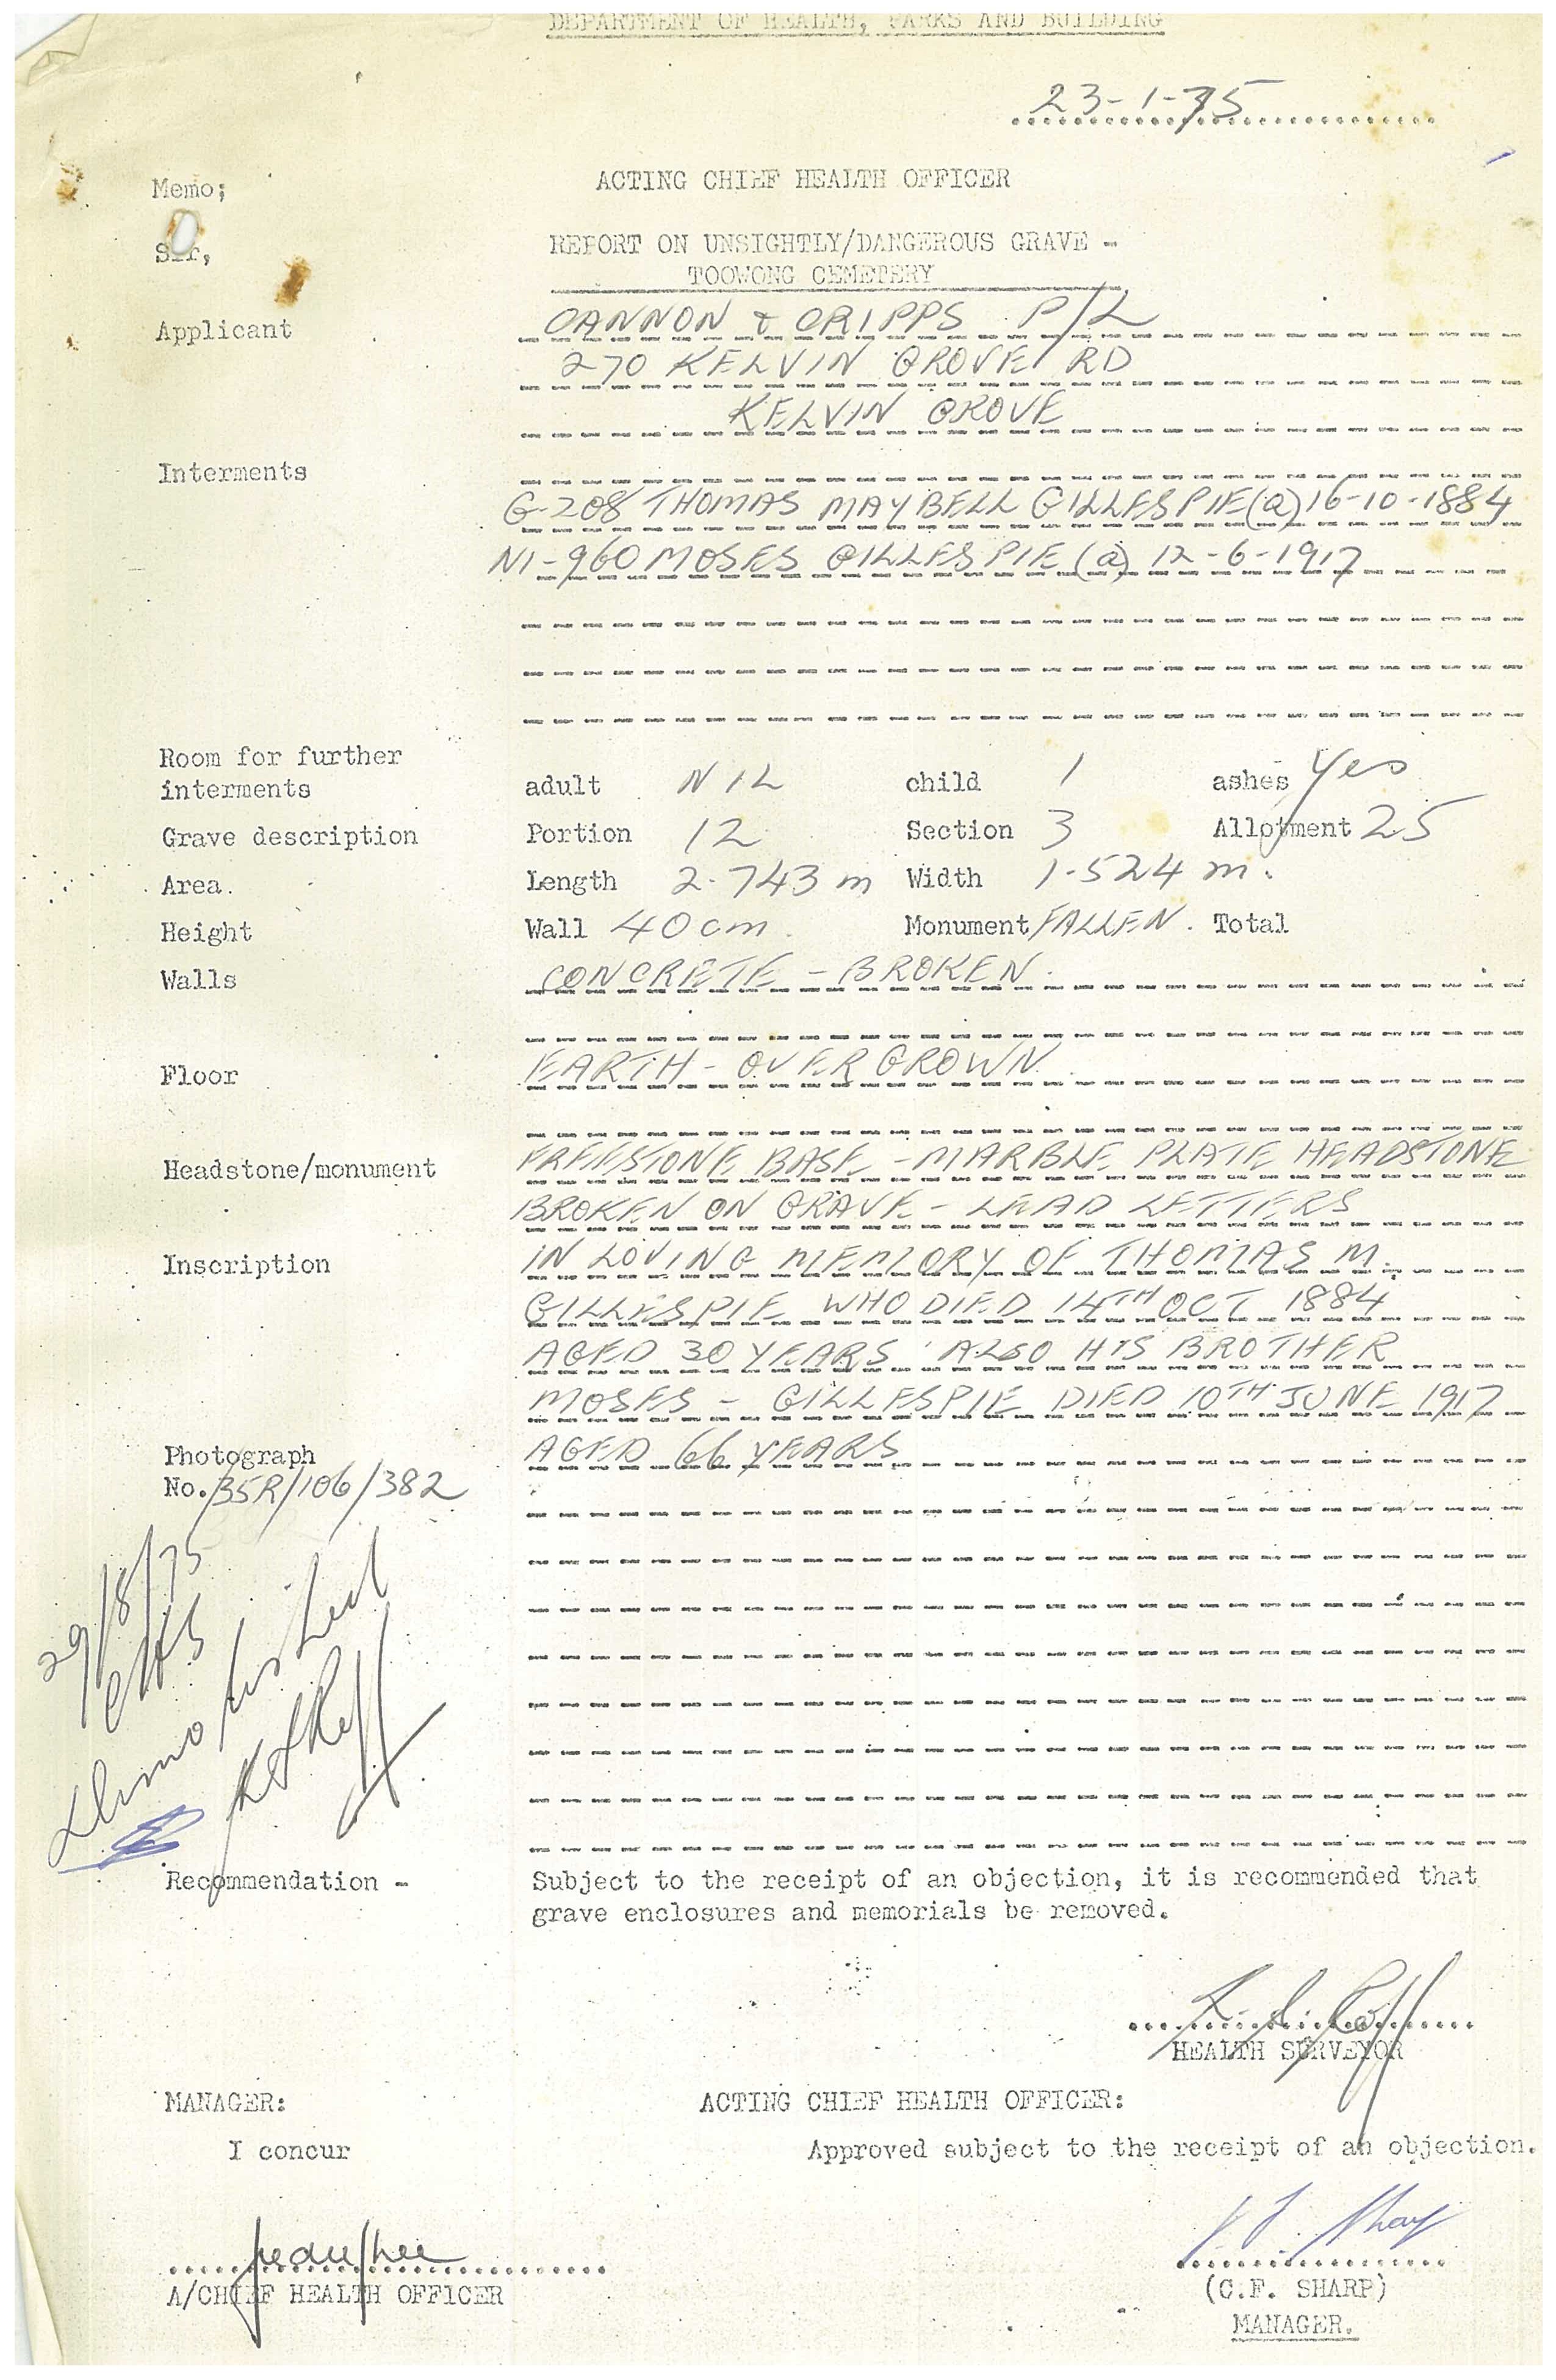 DEPARTMENT OF HEALTH, PARKS AND BUILDING
23-1-75
Memo; ACTING CHIEF HEALTH OFFICER
Sir, REPORT ON UNSIGHTLY/DANGEROUS GRAVE -
TOOWONG CEMETERY
Applicant CANNON & CRIPPS P/L
270 KELVIN GROVE RD
KELVIN GROVE
Interments
G-208 THOMAS MAYBELL GILLESPIE (a) 16-10-1884
N1-960 MOSES GILLESPIE (a) 12-6-1917
Room for further
interments adult NIL child 1 ashes Yes
Grave description Portion 12 Section 3 Allotment 25
Area. Length 2.743 m Width 1.524 m.
Height Wall 40 cm. Monument FALLEN. Total
Walls CONCRETE - BROKEN.
Floor EARTH - OVERGROWN.
Headstone/monument FREESTONE BASE - MARBLE PLATE HEADSTONE
BROKEN ON GRAVE - LEAD LETTERS
Inscription IN LOVING MEMORY OF THOMAS M.
GILLESPIE WHO DIED 14TH OCT 1884
AGED 30 YEARS ALSO HIS BROTHER
MOSES - GILLESPIE DIED 10TH JUNE 1917
Photograph AGED 66 YEARS
No. 35R/106/382
29/8/75
Demolished
Recommendation - Subject to the receipt of an objection, it is recommended that
grave enclosures and memorials be removed.
HEALTH SURVEYOR
MANAGER: ACTING CHIEF HEALTH OFFICER:
I concur Approved subject to the receipt of an objection.
A/CHIEF HEALTH OFFICER (C.F. SHARP)
MANAGER.